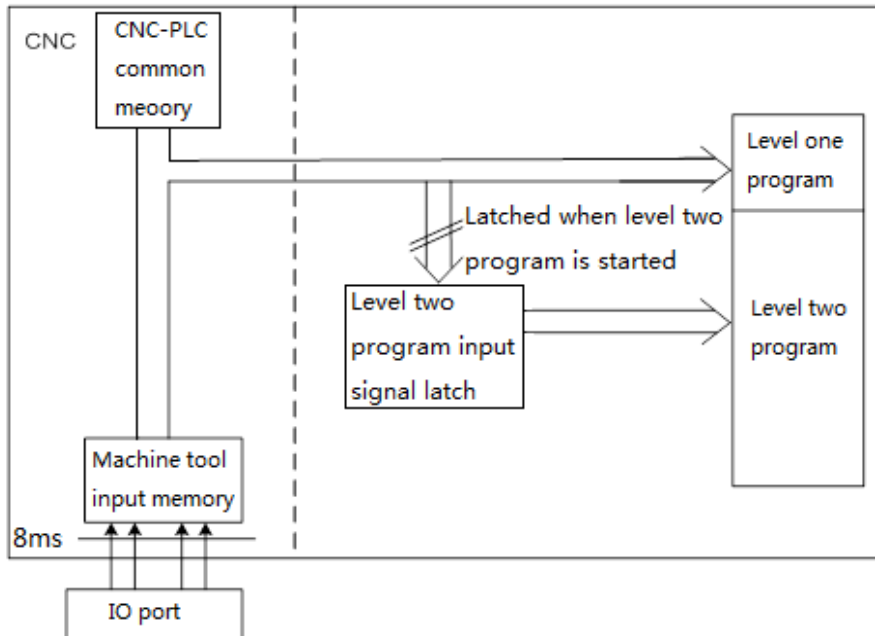 CNC
CNC-PLC
common
meoory
Level one
program
Latched when level two
program is started
Level two
program input
signal latch
Level two
program
Machine tool
input memory
8ms
IO port